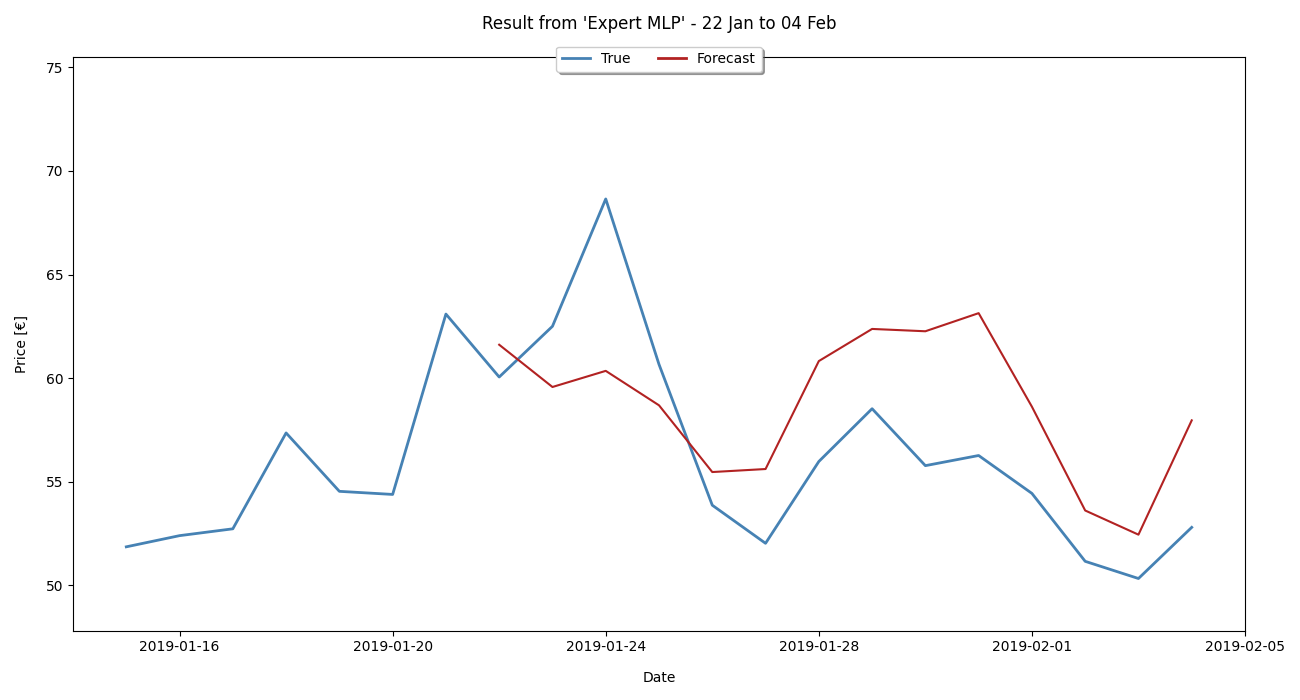 Result from 'Expert MLP' - 22 Jan to 04 Feb
True Forecast
75
70
65
60
55
50
Price [€]
2019-01-16 2019-01-20 2019-01-24 2019-01-28 2019-02-01 2019-02-05
Date